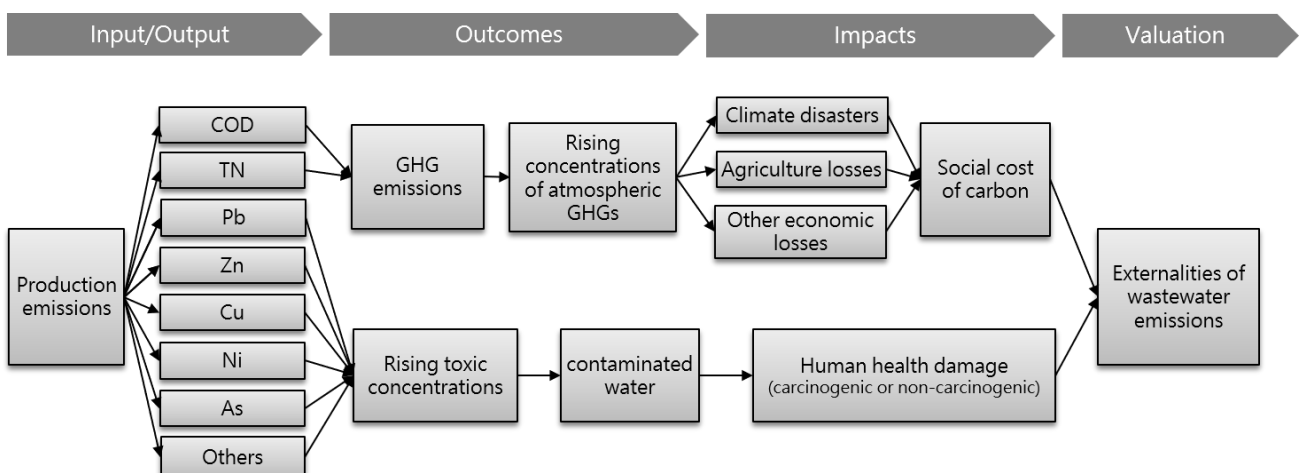 Input/Output
Outcomes
Impacts
Valuation
Production
emissions
COD
TN
Pb
Zn
Cu
Ni
As
Others
GHG
emissions
Rising
concentrations
of atmospheric
GHGs
Climate disasters
Agriculture losses
Other economic
losses
Social cost
of carbon
Rising toxic
concentrations
contaminated
water
Human health damage
(carcinogenic or non-carcinogenic)
Externalities of
wastewater
emissions